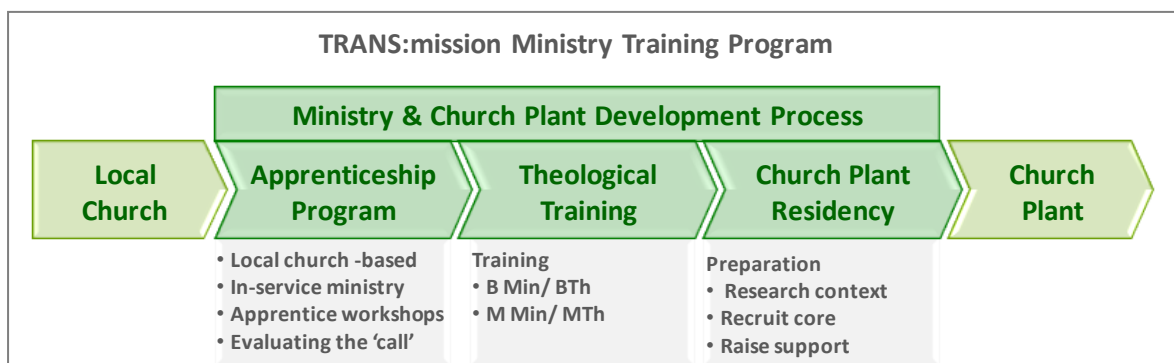 TRANS:mission Ministry Training Program
Ministry & Church Plant Development Process
Local
Church
Apprenticeship
Program
Theological
Training
Church Plant
Residency
Church
Plant
• Local church -based
• In-service ministry
• Apprentice workshops
• Evaluating the ‘call’
Training
• B Min/ BTh
• M Min/ MTh
Preparation
• Research context
• Recruit core
• Raise support